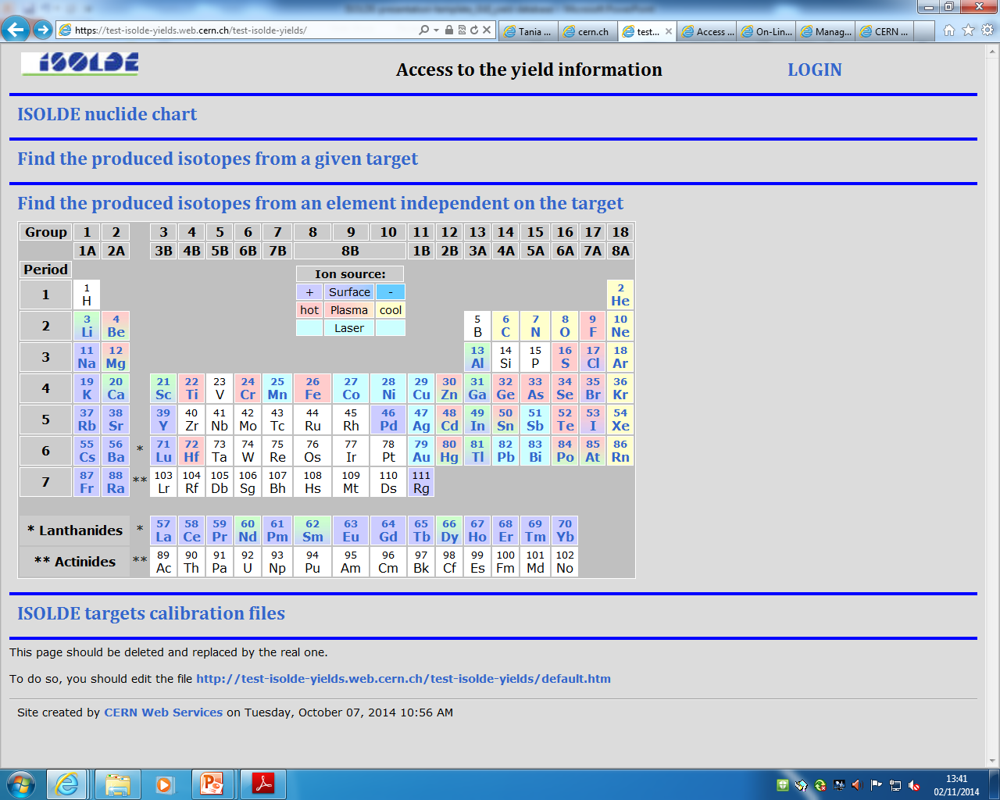 https://test-isolde-yields.web.cern.ch/test-isolde-yields/
Tania ... cern.ch test... Access ... On-Lin... Manag... CERN ...
ISOLDE Access to the yield information LOGIN
ISOLDE nuclide chart
Find the produced isotopes from a given target
Find the produced isotopes from an element independent on the target
Group 1 2 3 4 5 6 7 8 9 10 11 12 13 14 15 16 17 18
1A 2A 3B 4B 5B 6B 7B 8B 1B 2B 3A 4A 5A 6A 7A 8A
Period
Ion source:
+ Surface -
hot Plasma cool
Laser
1 1 2
H He
2 3 4 5 6 7 8 9 10
Li Be B C N O F Ne
3 11 12 13 14 15 16 17 18
Na Mg Al Si P S Cl Ar
4 19 20 21 22 23 24 25 26 27 28 29 30 31 32 33 34 35 36
K Ca Sc Ti V Cr Mn Fe Co Ni Cu Zn Ga Ge As Se Br Kr
5 37 38 39 40 41 42 43 44 45 46 47 48 49 50 51 52 53 54
Rb Sr Y Zr Nb Mo Tc Ru Rh Pd Ag Cd In Sn Sb Te I Xe
6 55 56 * 71 72 73 74 75 76 77 78 79 80 81 82 83 84 85 86
Cs Ba Lu Hf Ta W Re Os Ir Pt Au Hg Tl Pb Bi Po At Rn
7 87 88 ** 103 104 105 106 107 108 109 110 111
Fr Ra Lr Rf Db Sg Bh Hs Mt Ds Rg
* Lanthanides * 57 58 59 60 61 62 63 64 65 66 67 68 69 70
La Ce Pr Nd Pm Sm Eu Gd Tb Dy Ho Er Tm Yb
** Actinides ** 89 90 91 92 93 94 95 96 97 98 99 100 101 102
Ac Th Pa U Np Pu Am Cm Bk Cf Es Fm Md No
ISOLDE targets calibration files
This page should be deleted and replaced by the real one.
To do so, you should edit the file http://test-isolde-yields.web.cern.ch/test-isolde-yields/default.htm
Site created by CERN Web Services on Tuesday, October 07, 2014 10:56 AM
13:41
02/11/2014